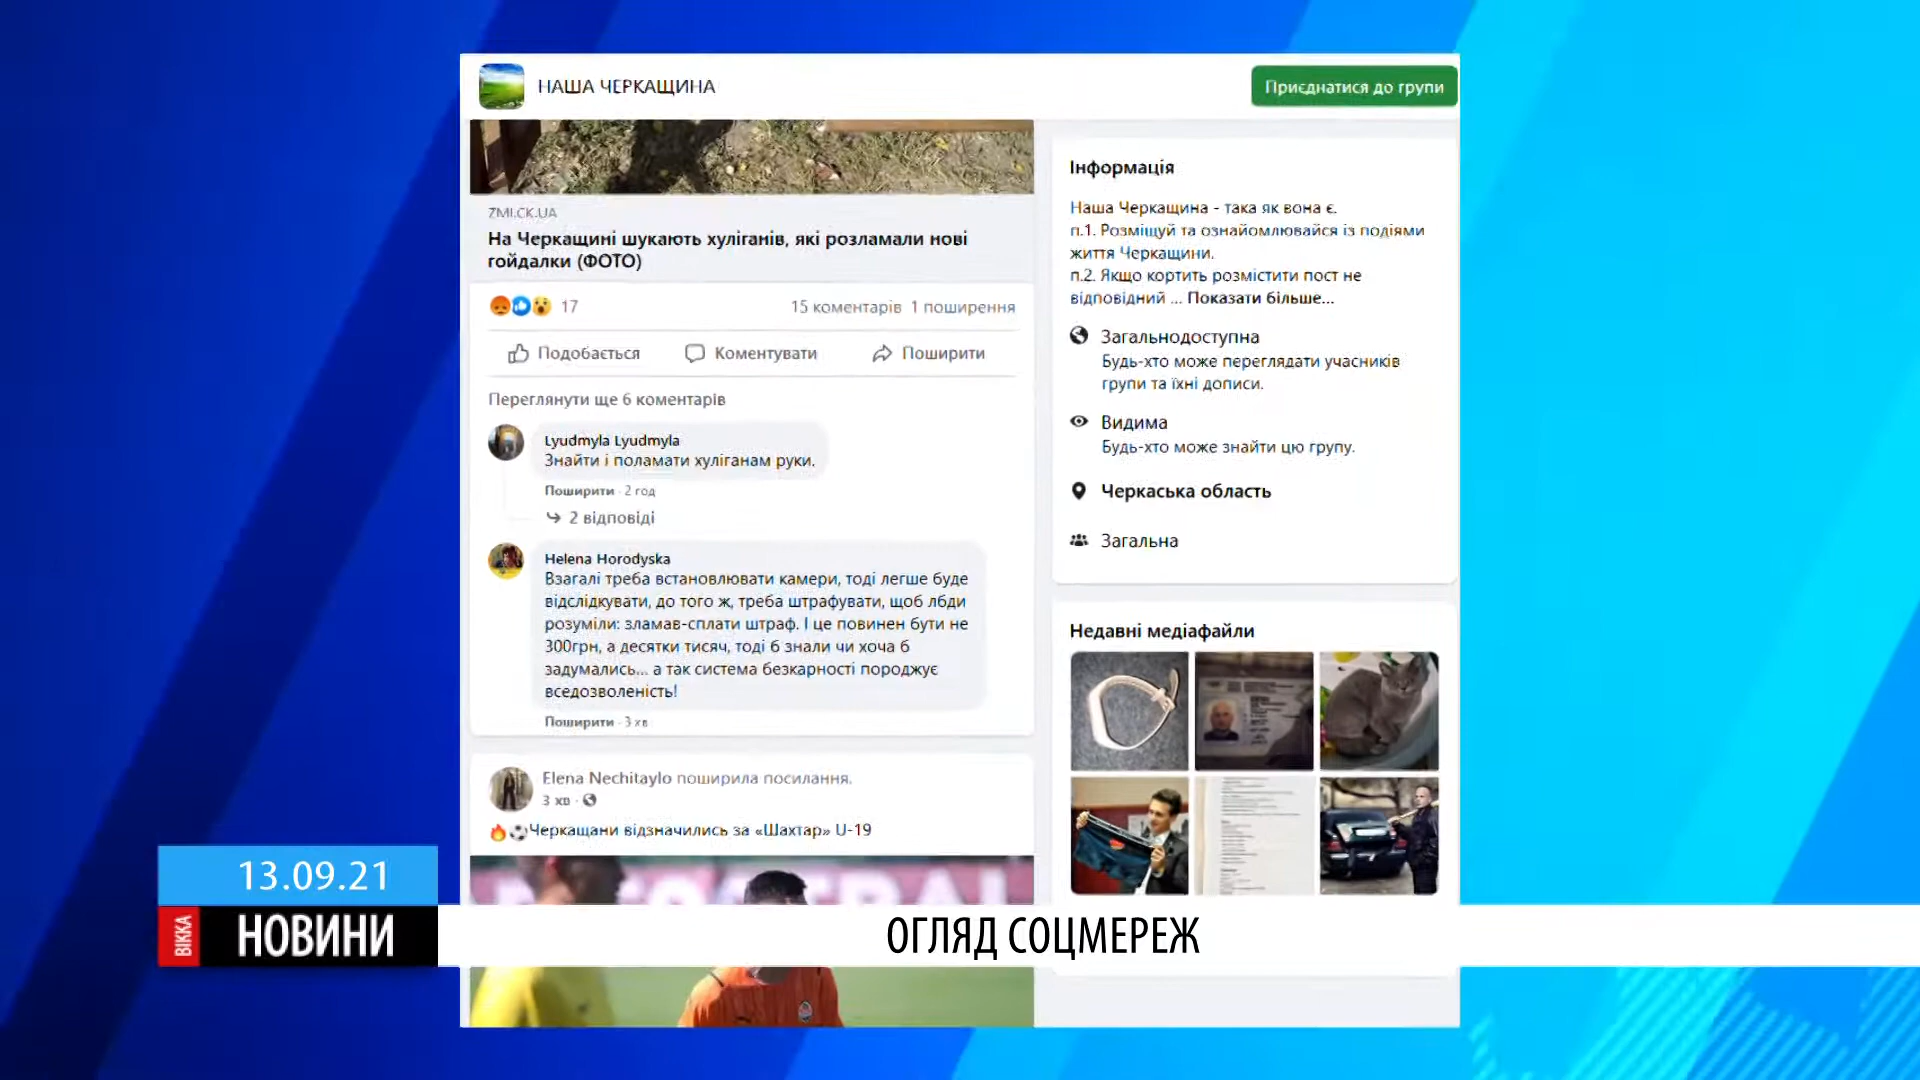 НАША ЧЕРКАЩИНА
Приєднатися до групи
ZMI.CK.UA
На Черкащині шукають хуліганів, які розламали нові
гойдалки (ФОТО)
17
15 коментарів 1 поширення
Подобається
Коментувати
Поширити
Переглянути ще 6 коментарів
Lyudmyla Lyudmyla
Знайти і поламати хуліганам руки.
Поширити · 2 год
2 відповіді
Helena Horodyska
Взагалі треба встановлювати камери, тоді легше буде
відслідкувати, до того ж, треба штрафувати, щоб лбди
розуміли: зламав-сплати штраф. І це повинен бути не
300грн, а десятки тисяч, тоді б знали чи хоча б
задумались... а так система безкарності породжує
вседозволеність!
Поширити · 3 хв
Elena Nechitaylo поширила посилання.
3 хв ·
🔥⚽Черкащани відзначились за «Шахтар» U-19
Інформація
Наша Черкащина - така як вона є.
п.1. Розміщуй та ознайомлювайся із подіями
життя Черкащини.
п.2. Якщо кортить розмістити пост не
відповідний ... Показати більше...
Загальнодоступна
Будь-хто може переглядати учасників
групи та їхні дописи.
Видима
Будь-хто може знайти цю групу.
Черкаська область
Загальна
Недавні медіафайли
13.09.21
ВІККА
НОВИНИ
ОГЛЯД СОЦМЕРЕЖ